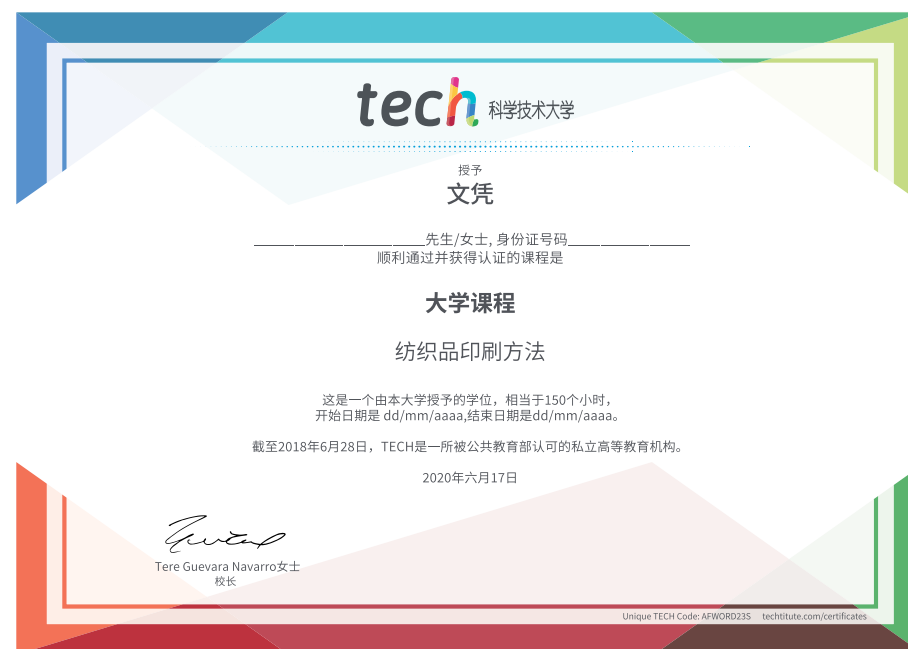 tech 科学技术大学
授予
文凭
____________________先生/女士, 身份证号码______________
顺利通过并获得认证的课程是
大学课程
纺织品印刷方法
这是一个由本大学授予的学位，相当于150个小时，
开始日期是 dd/mm/aaaa,结束日期是dd/mm/aaaa。
截至2018年6月28日，TECH是一所被公共教育部认可的私立高等教育机构。
2020年六月17日
Tere Guevara Navarro女士
校长
Unique TECH Code: AFWORD23S techtitute.com/certificates